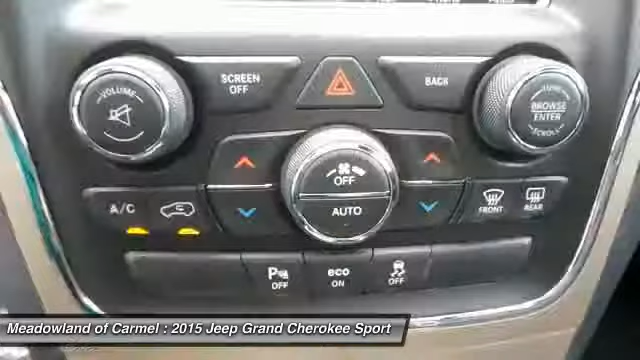 VOLUME
SCREEN OFF
BACK
TUNE
BROWSE
ENTER
SCROLL
OFF
AUTO
A/C
FRONT
REAR
P OFF
eco ON
OFF
Meadowland of Carmel : 2015 Jeep Grand Cherokee Sport